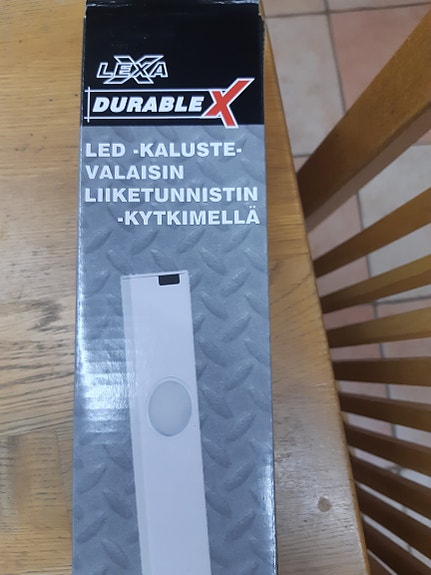 LEXA
DURABLE X
LED -KALUSTE-
VALAISIN
LIIKETUNNISTIN
-KYTKIMELLÄ